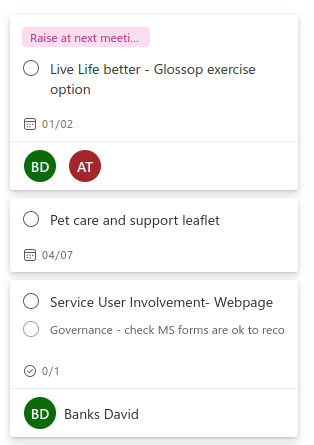 Raise at next meeti...
Live Life better - Glossop exercise
option
01/02
BD AT
Pet care and support leaflet
04/07
Service User Involvement- Webpage
Governance - check MS forms are ok to reco
0/1
BD Banks David